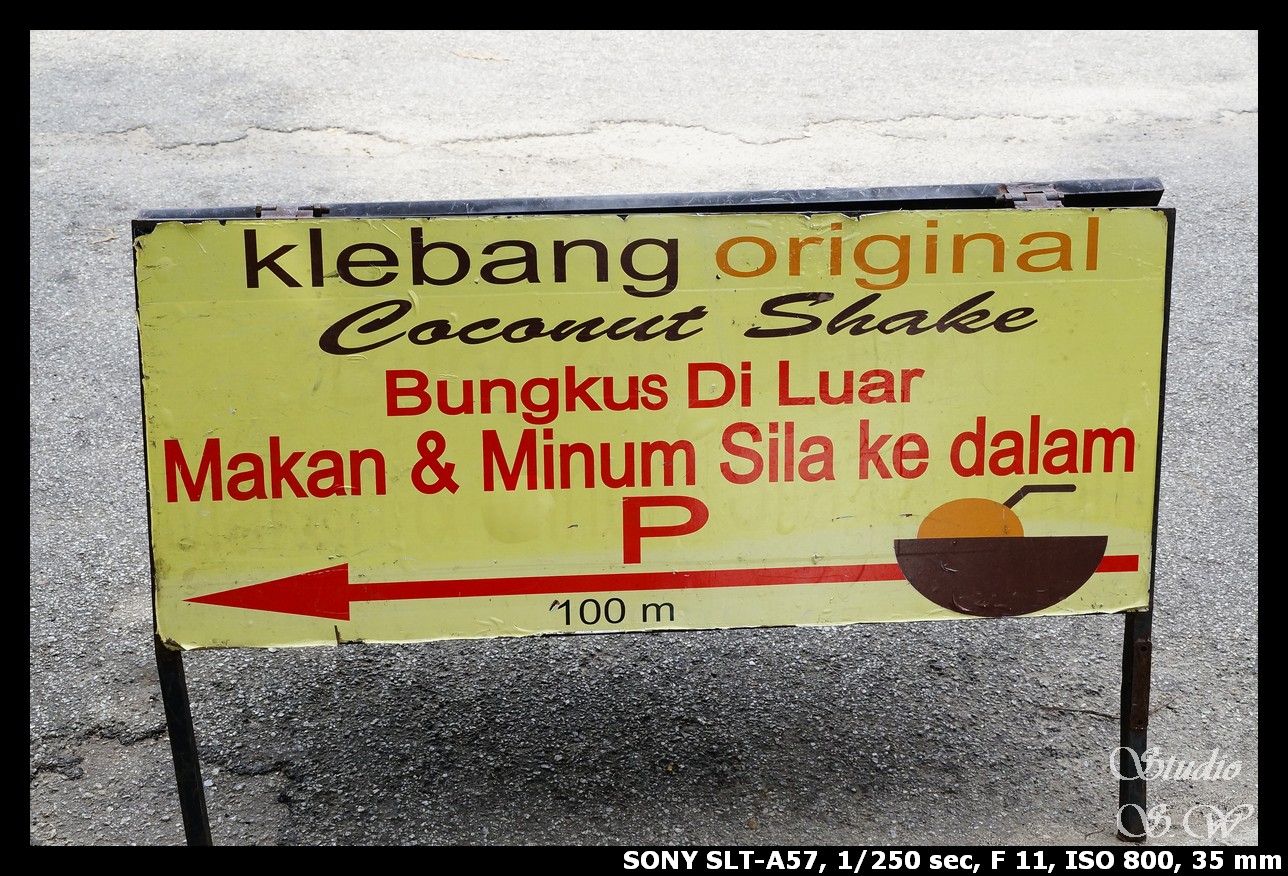 klebang original
Coconut Shake
Bungkus Di Luar
Makan & Minum Sila ke dalam
P
100 m
Studio
S W
SONY SLT-A57, 1/250 sec, F 11, ISO 800, 35 mm